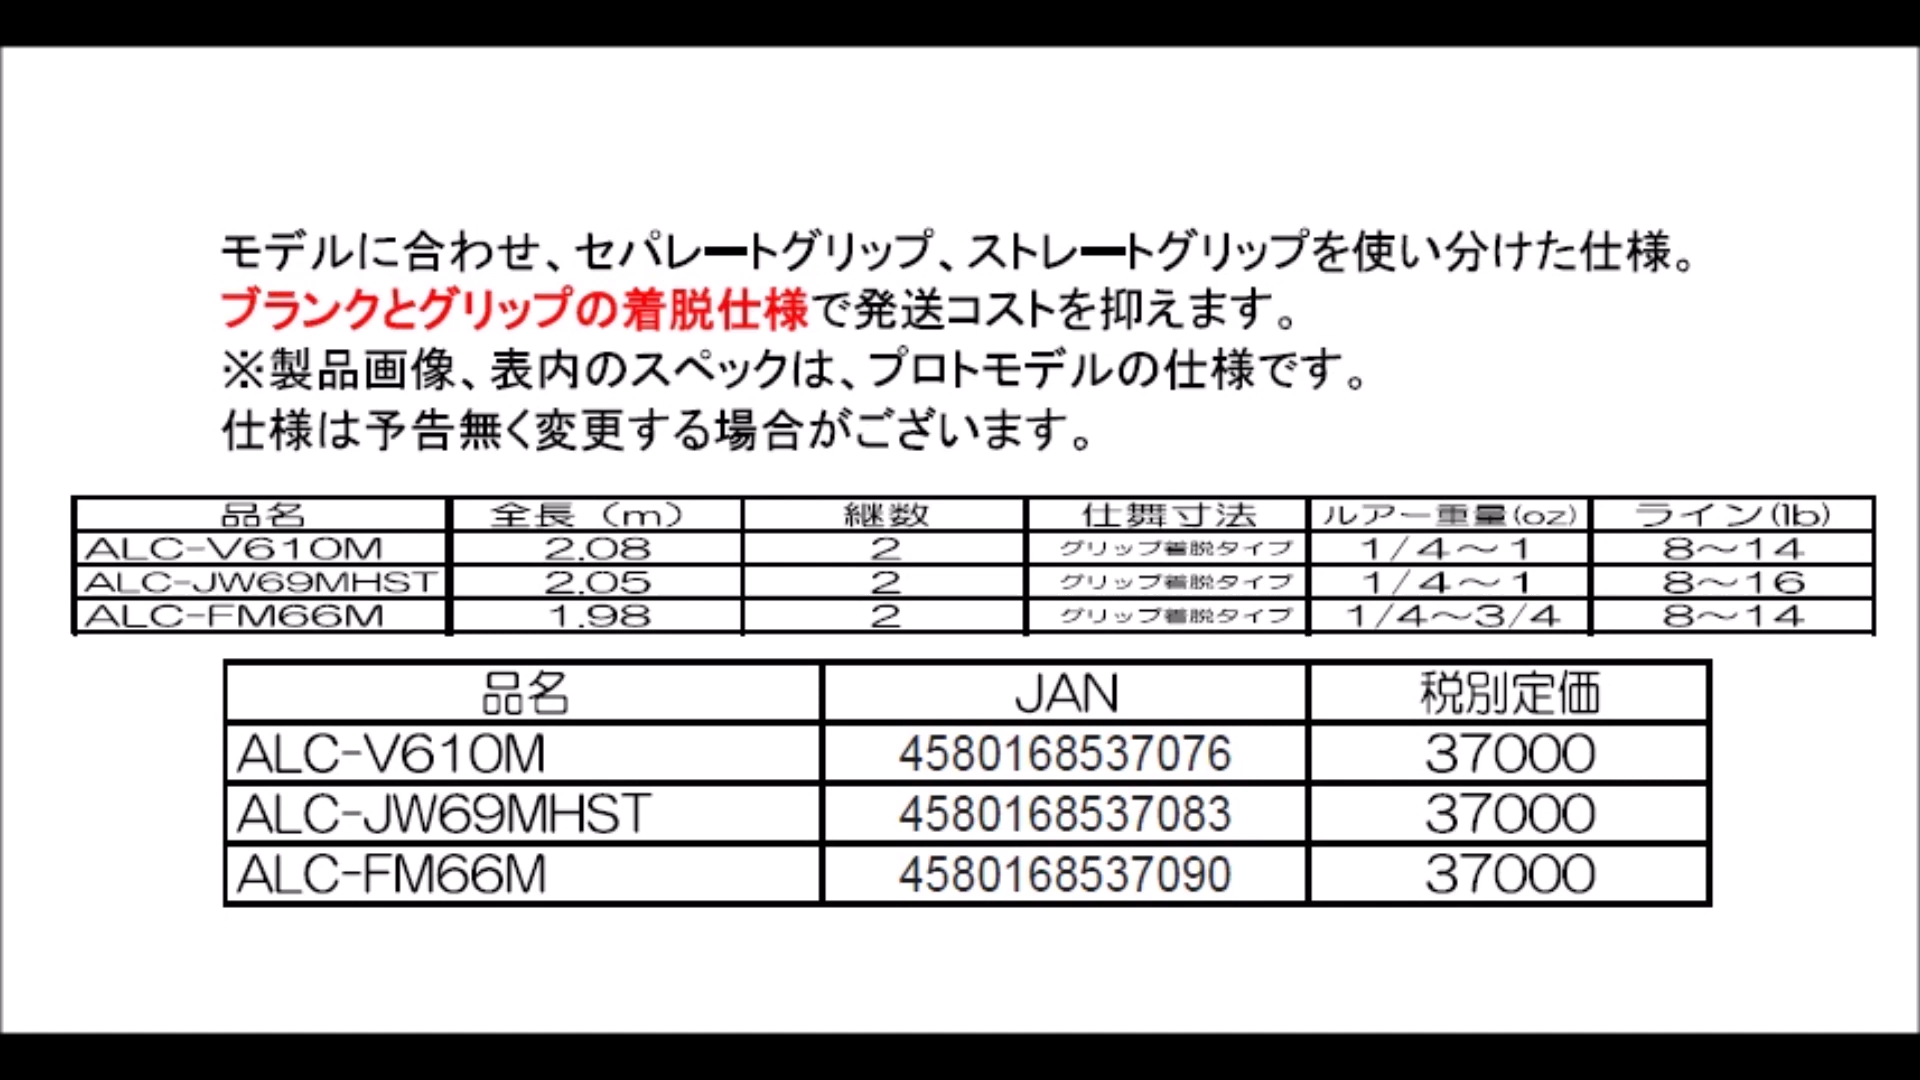 モデルに合わせ、セパレートグリップ、ストレートグリップを使い分けた仕様。
ブランクとグリップの着脱仕様で発送コストを抑えます。
※製品画像、表内のスペックは、プロトモデルの仕様です。
仕様は予告無く変更する場合がございます。
品名 全長（m） 継数 仕舞寸法 ルアー重量(oz) ライン(lb)
ALC-V610M 2.08 2 グリップ着脱タイプ 1/4～1 8～14
ALC-JW69MHST 2.05 2 グリップ着脱タイプ 1/4～1 8～16
ALC-FM66M 1.98 2 グリップ着脱タイプ 1/4～3/4 8～14
品名 JAN 税別定価
ALC-V610M 4580168537076 37000
ALC-JW69MHST 4580168537083 37000
ALC-FM66M 4580168537090 37000